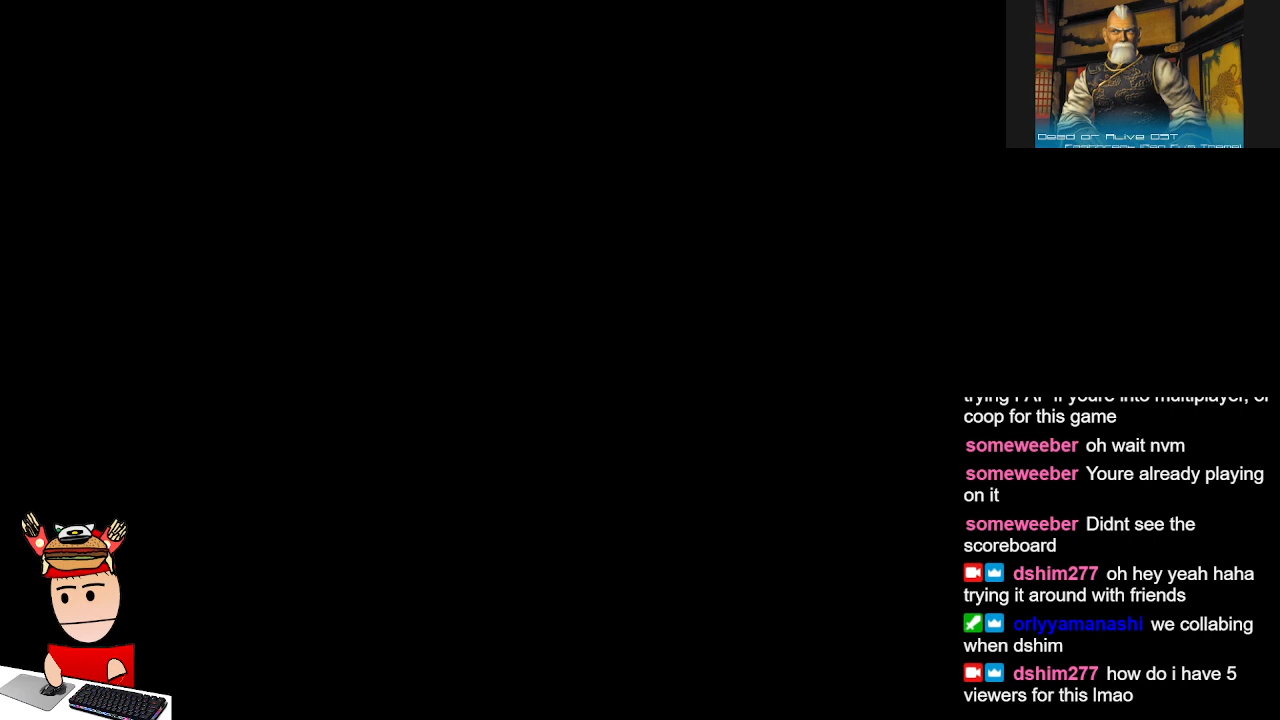 Dead or Alive OST
coop for this game
someweeber oh wait nvm
someweeber Youre already playing
on it
someweeber Didnt see the
scoreboard
dshim277 oh hey yeah haha
trying it around with friends
orlyyamanashi we collabing
when dshim
dshim277 how do i have 5
viewers for this lmao